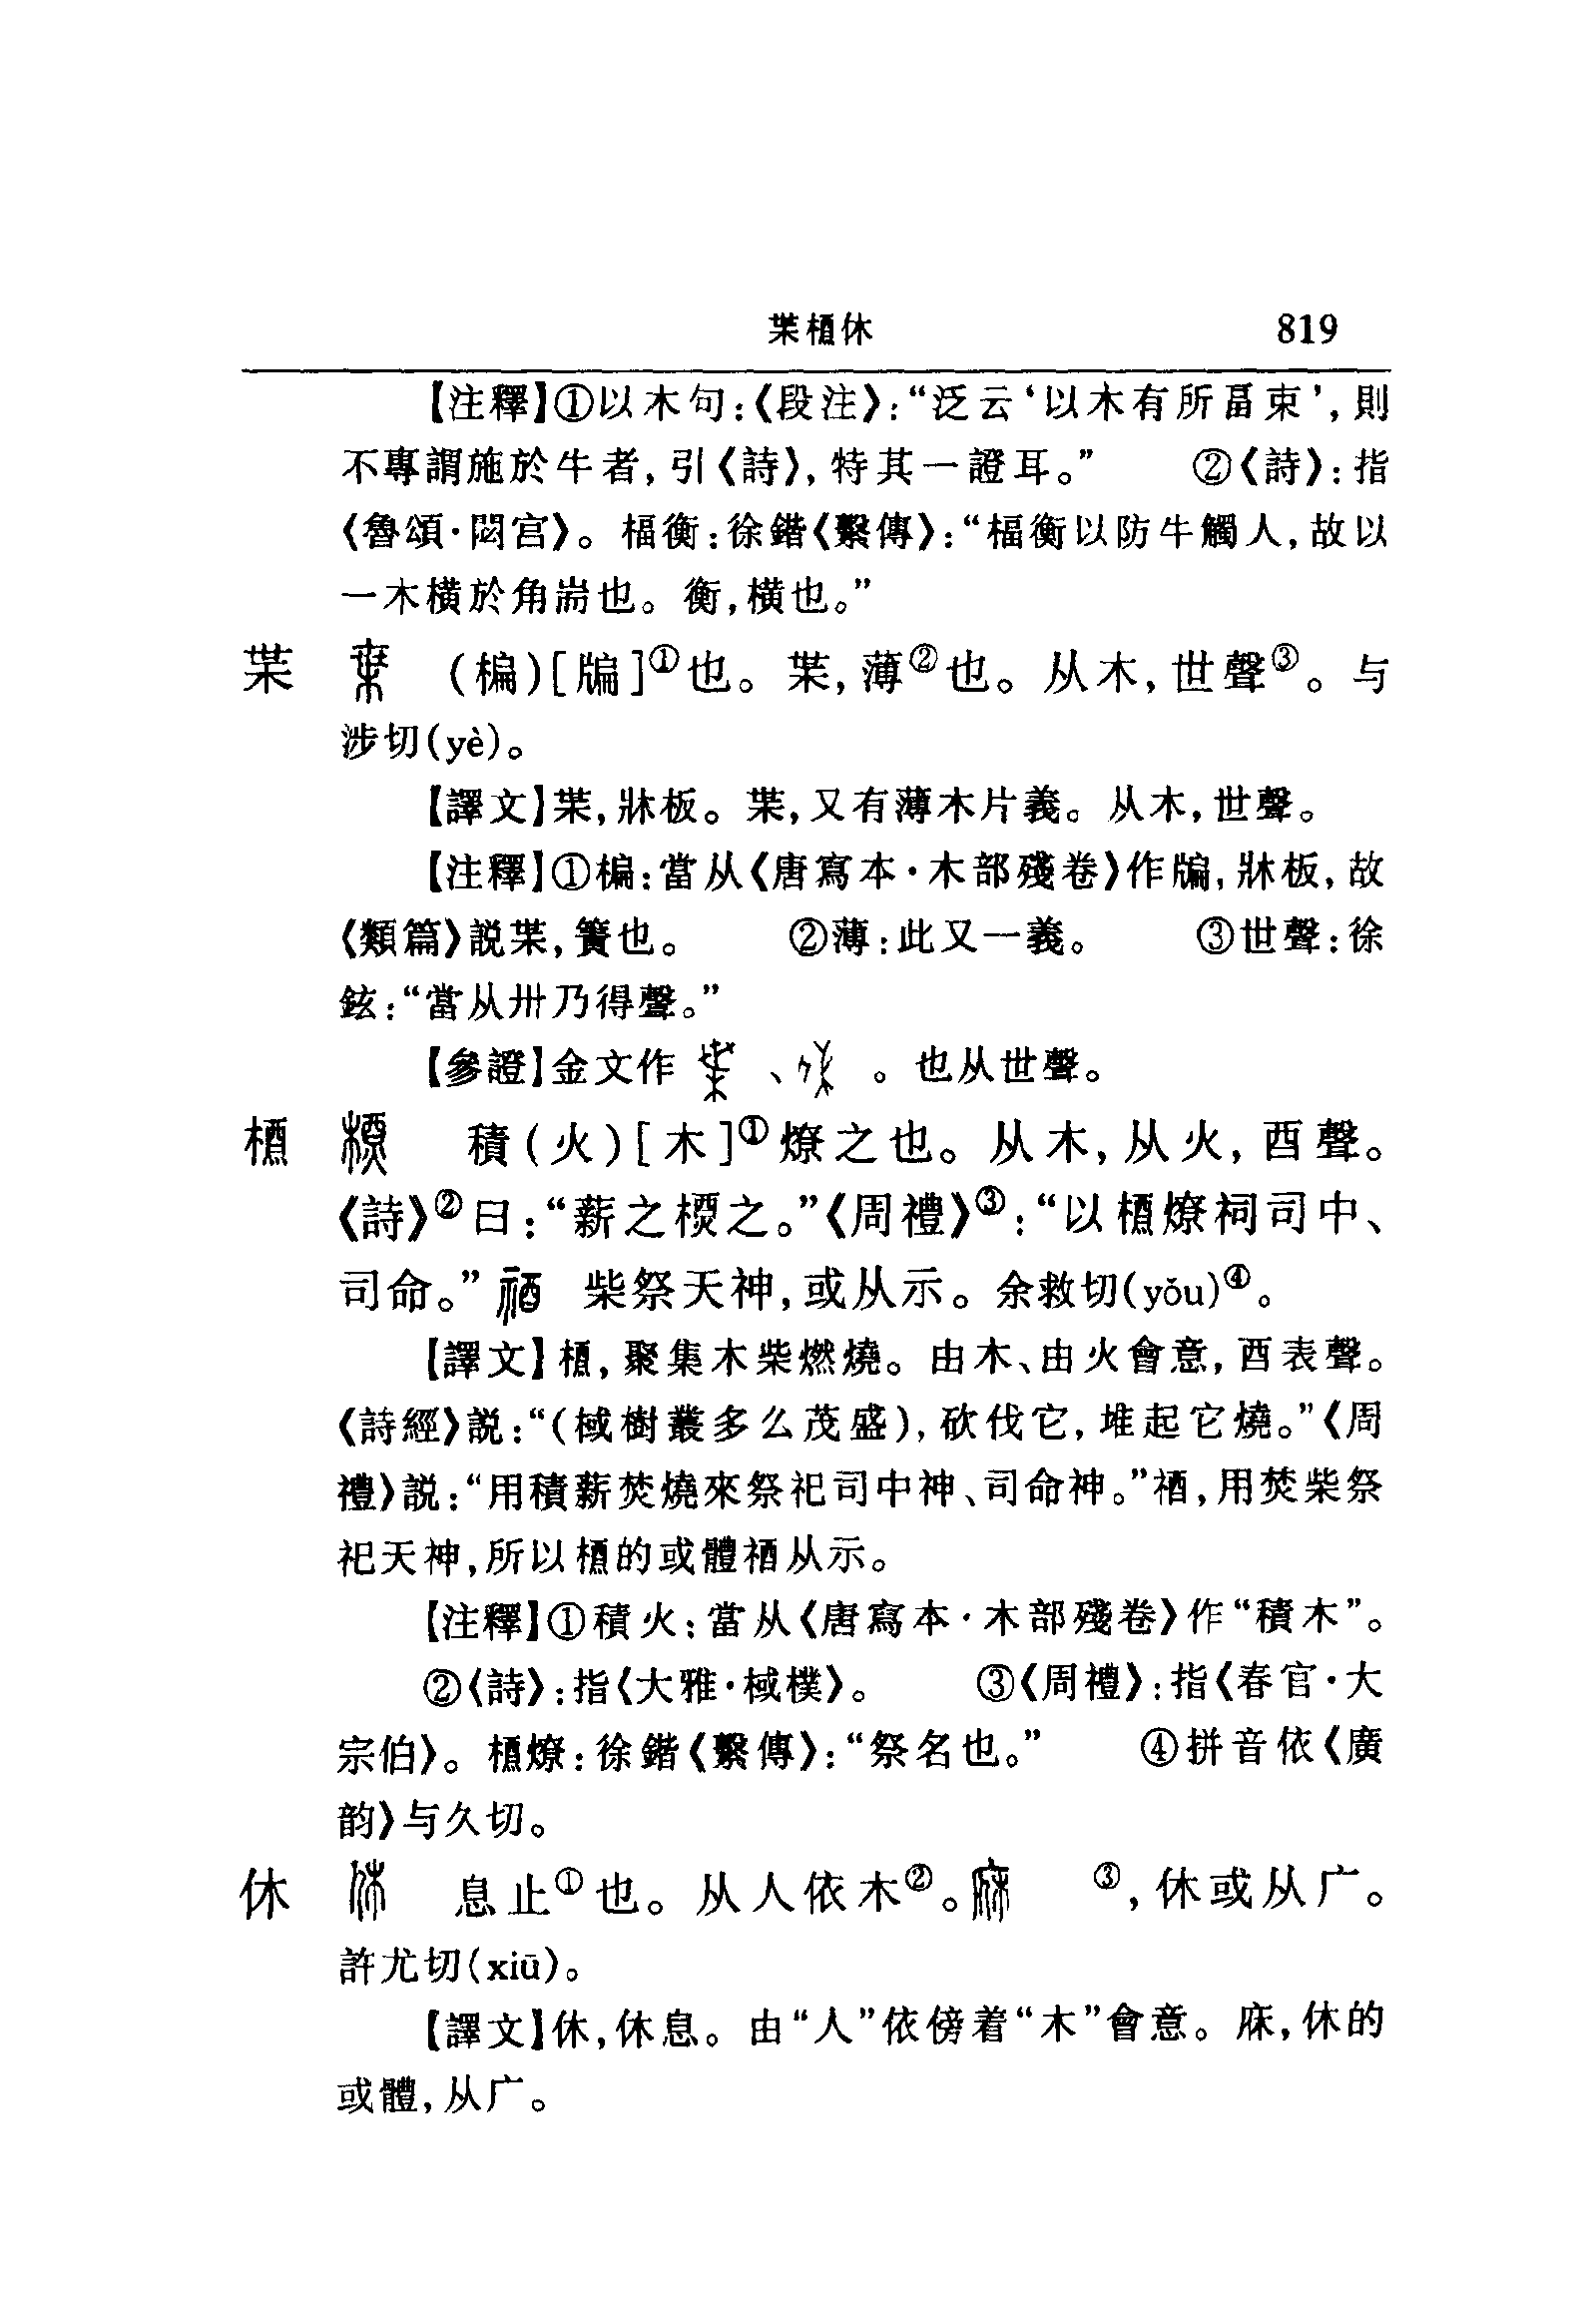 枼槱休 819
【注釋】①以木句：《段注》：“泛云‘以木有所畐束’，則
不專謂施於牛者，引《詩》，特其一證耳。” ②《詩》：指
《魯頌·閟宫》。楅衡：徐鍇《繫傳》：“楅衡以防牛觸人，故以
一木横於角耑也。衡，横也。”
枼 （楄）[牑]①也。枼，薄②也。从木，世聲③。与
涉切（yè）。
【譯文】枼，牀板。枼，又有薄木片義。从木，世聲。
【注釋】①楄：當从《唐寫本·木部殘卷》作牑，牀板，故
《類篇》説枼，簀也。 ②薄：此又一義。 ③世聲：徐
鉉：“當从卅乃得聲。”
【參證】金文作 、 。也从世聲。
槱 積（火）[木]①燎之也。从木，从火，酉聲。
《詩》②曰：“薪之槱之。”《周禮》③：“以槱燎祠司中、
司命。” 柴祭天神，或从示。余救切（yǒu）④。
【譯文】槱，聚集木柴燃燒。由木、由火會意，酉表聲。
《詩經》説：“（棫樹叢多么茂盛），砍伐它，堆起它燒。”《周
禮》説：“用積薪焚燒來祭祀司中神、司命神。”禉，用焚柴祭
祀天神，所以槱的或體禉从示。
【注釋】①積火：當从《唐寫本·木部殘卷》作“積木”。
②《詩》：指《大雅·棫樸》。 ③《周禮》：指《春官·大
宗伯》。槱燎：徐鍇《繫傳》：“祭名也。” ④拼音依《廣
韵》与久切。
休 息止①也。从人依木②。 ③，休或从广。
許尤切（xiū）。
【譯文】休，休息。由“人”依傍着“木”會意。庥，休的
或體，从广。